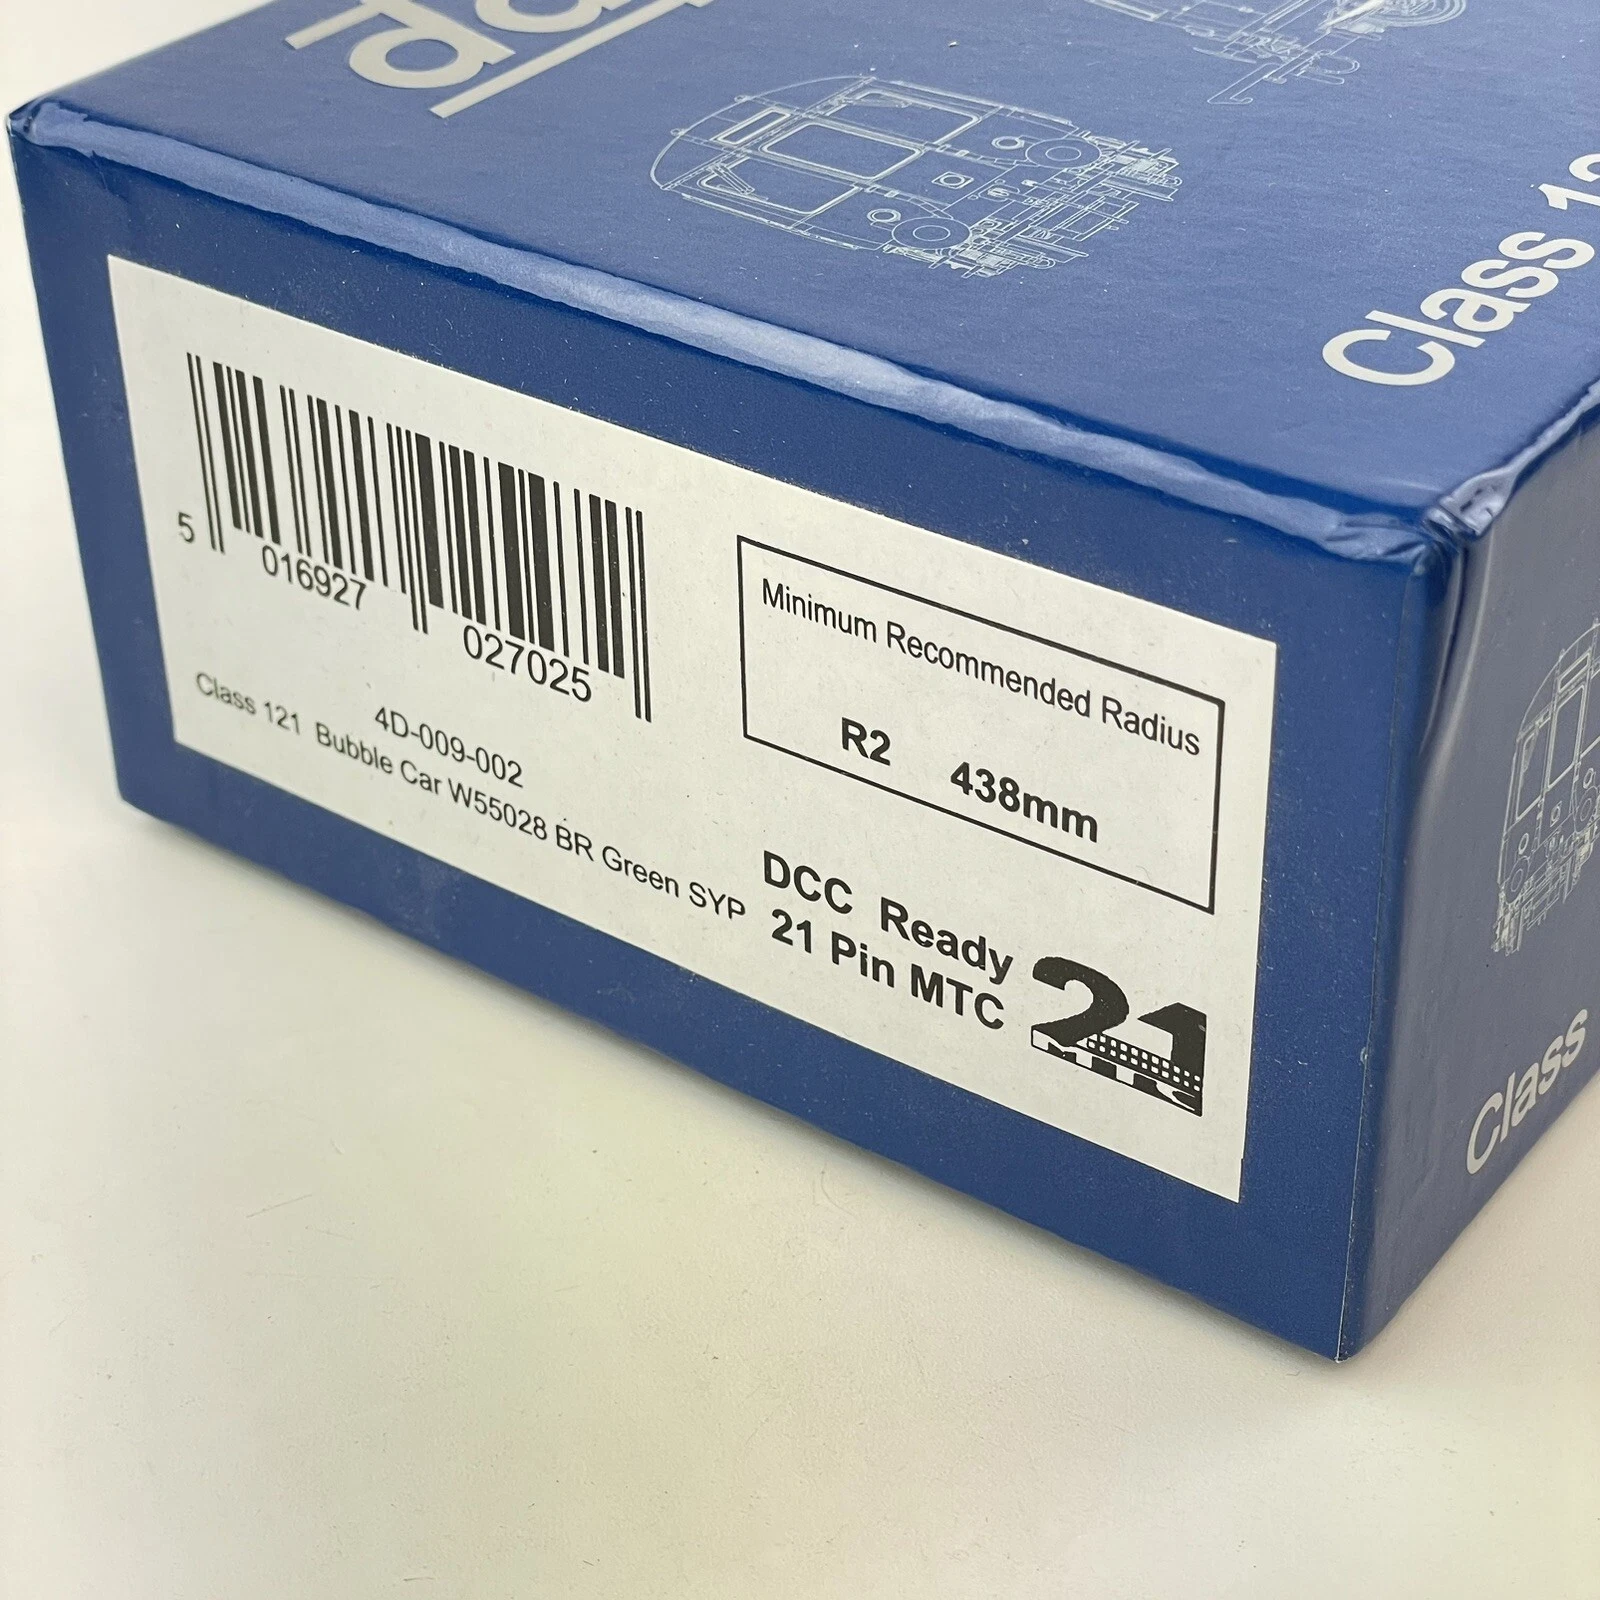 Class
5 016927 027025
4D-009-002
Class 121 Bubble Car W55028 BR Green SYP
Minimum Recommended Radius
R2 438mm
DCC Ready
21 Pin MTC
21
MTC
Class